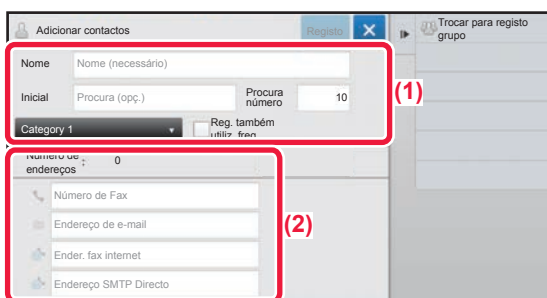 Adicionar contactos
Registo
Trocar para registo
grupo
Nome
Nome (necessário)
Inicial
Procura (opç.)
Procura
número
10
(1)
Category 1
Reg. também
utiliz. freq.
Número de
endereços
:
0
Número de Fax
Endereço de e-mail
(2)
Ender. fax internet
Endereço SMTP Directo